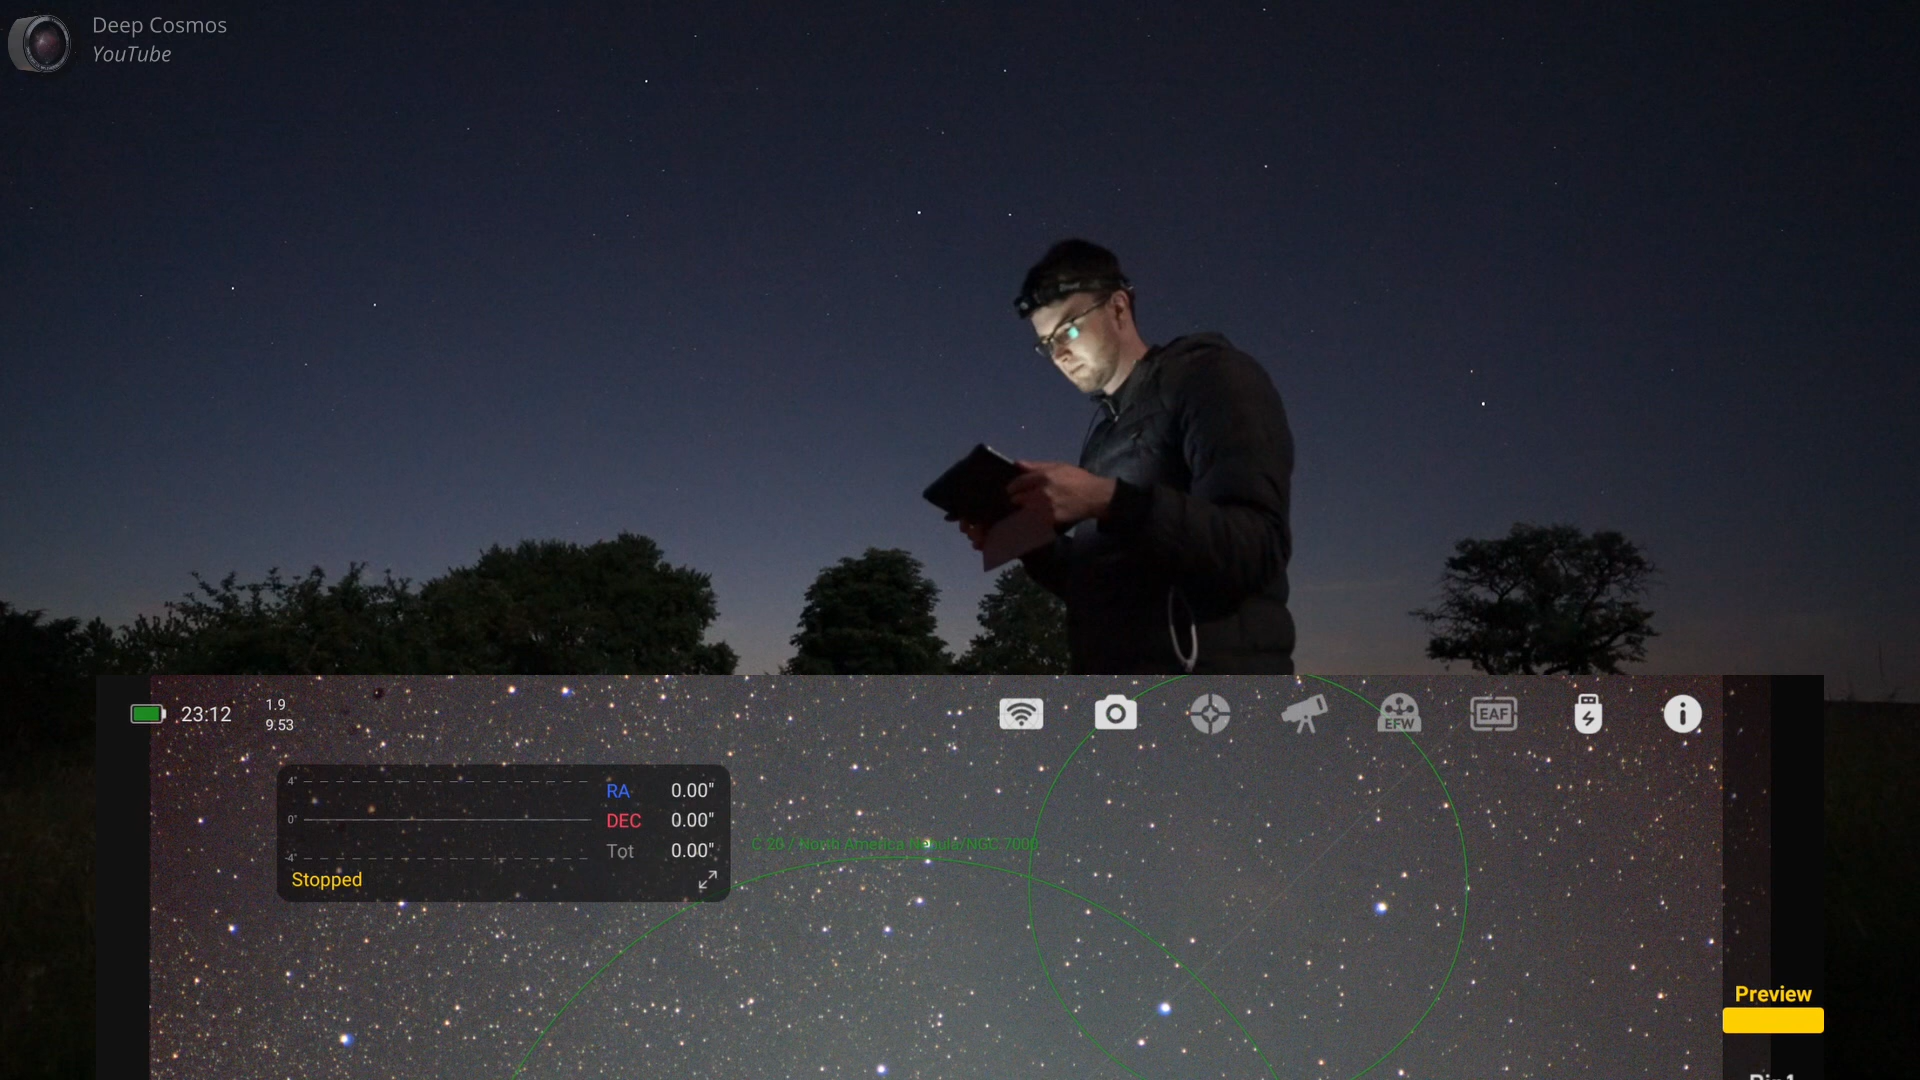 Deep Cosmos
YouTube
23:12
1.9
9.53
EFW
EAF
4"
RA 0.00"
0"
DEC 0.00"
-4"
Tot 0.00"
Stopped
C 20 / North America Nebula/NGC 7000
Preview